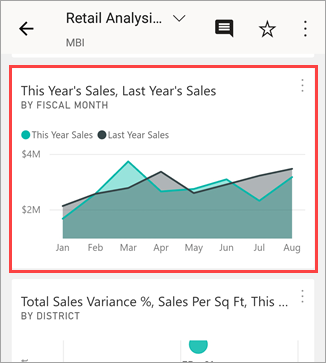 Retail Analysi...
MBI
This Year's Sales, Last Year's Sales
BY FISCAL MONTH
This Year Sales Last Year Sales
$4M
$2M
Jan Feb Mar Apr May Jun Jul Aug
Total Sales Variance %, Sales Per Sq Ft, This ...
BY DISTRICT